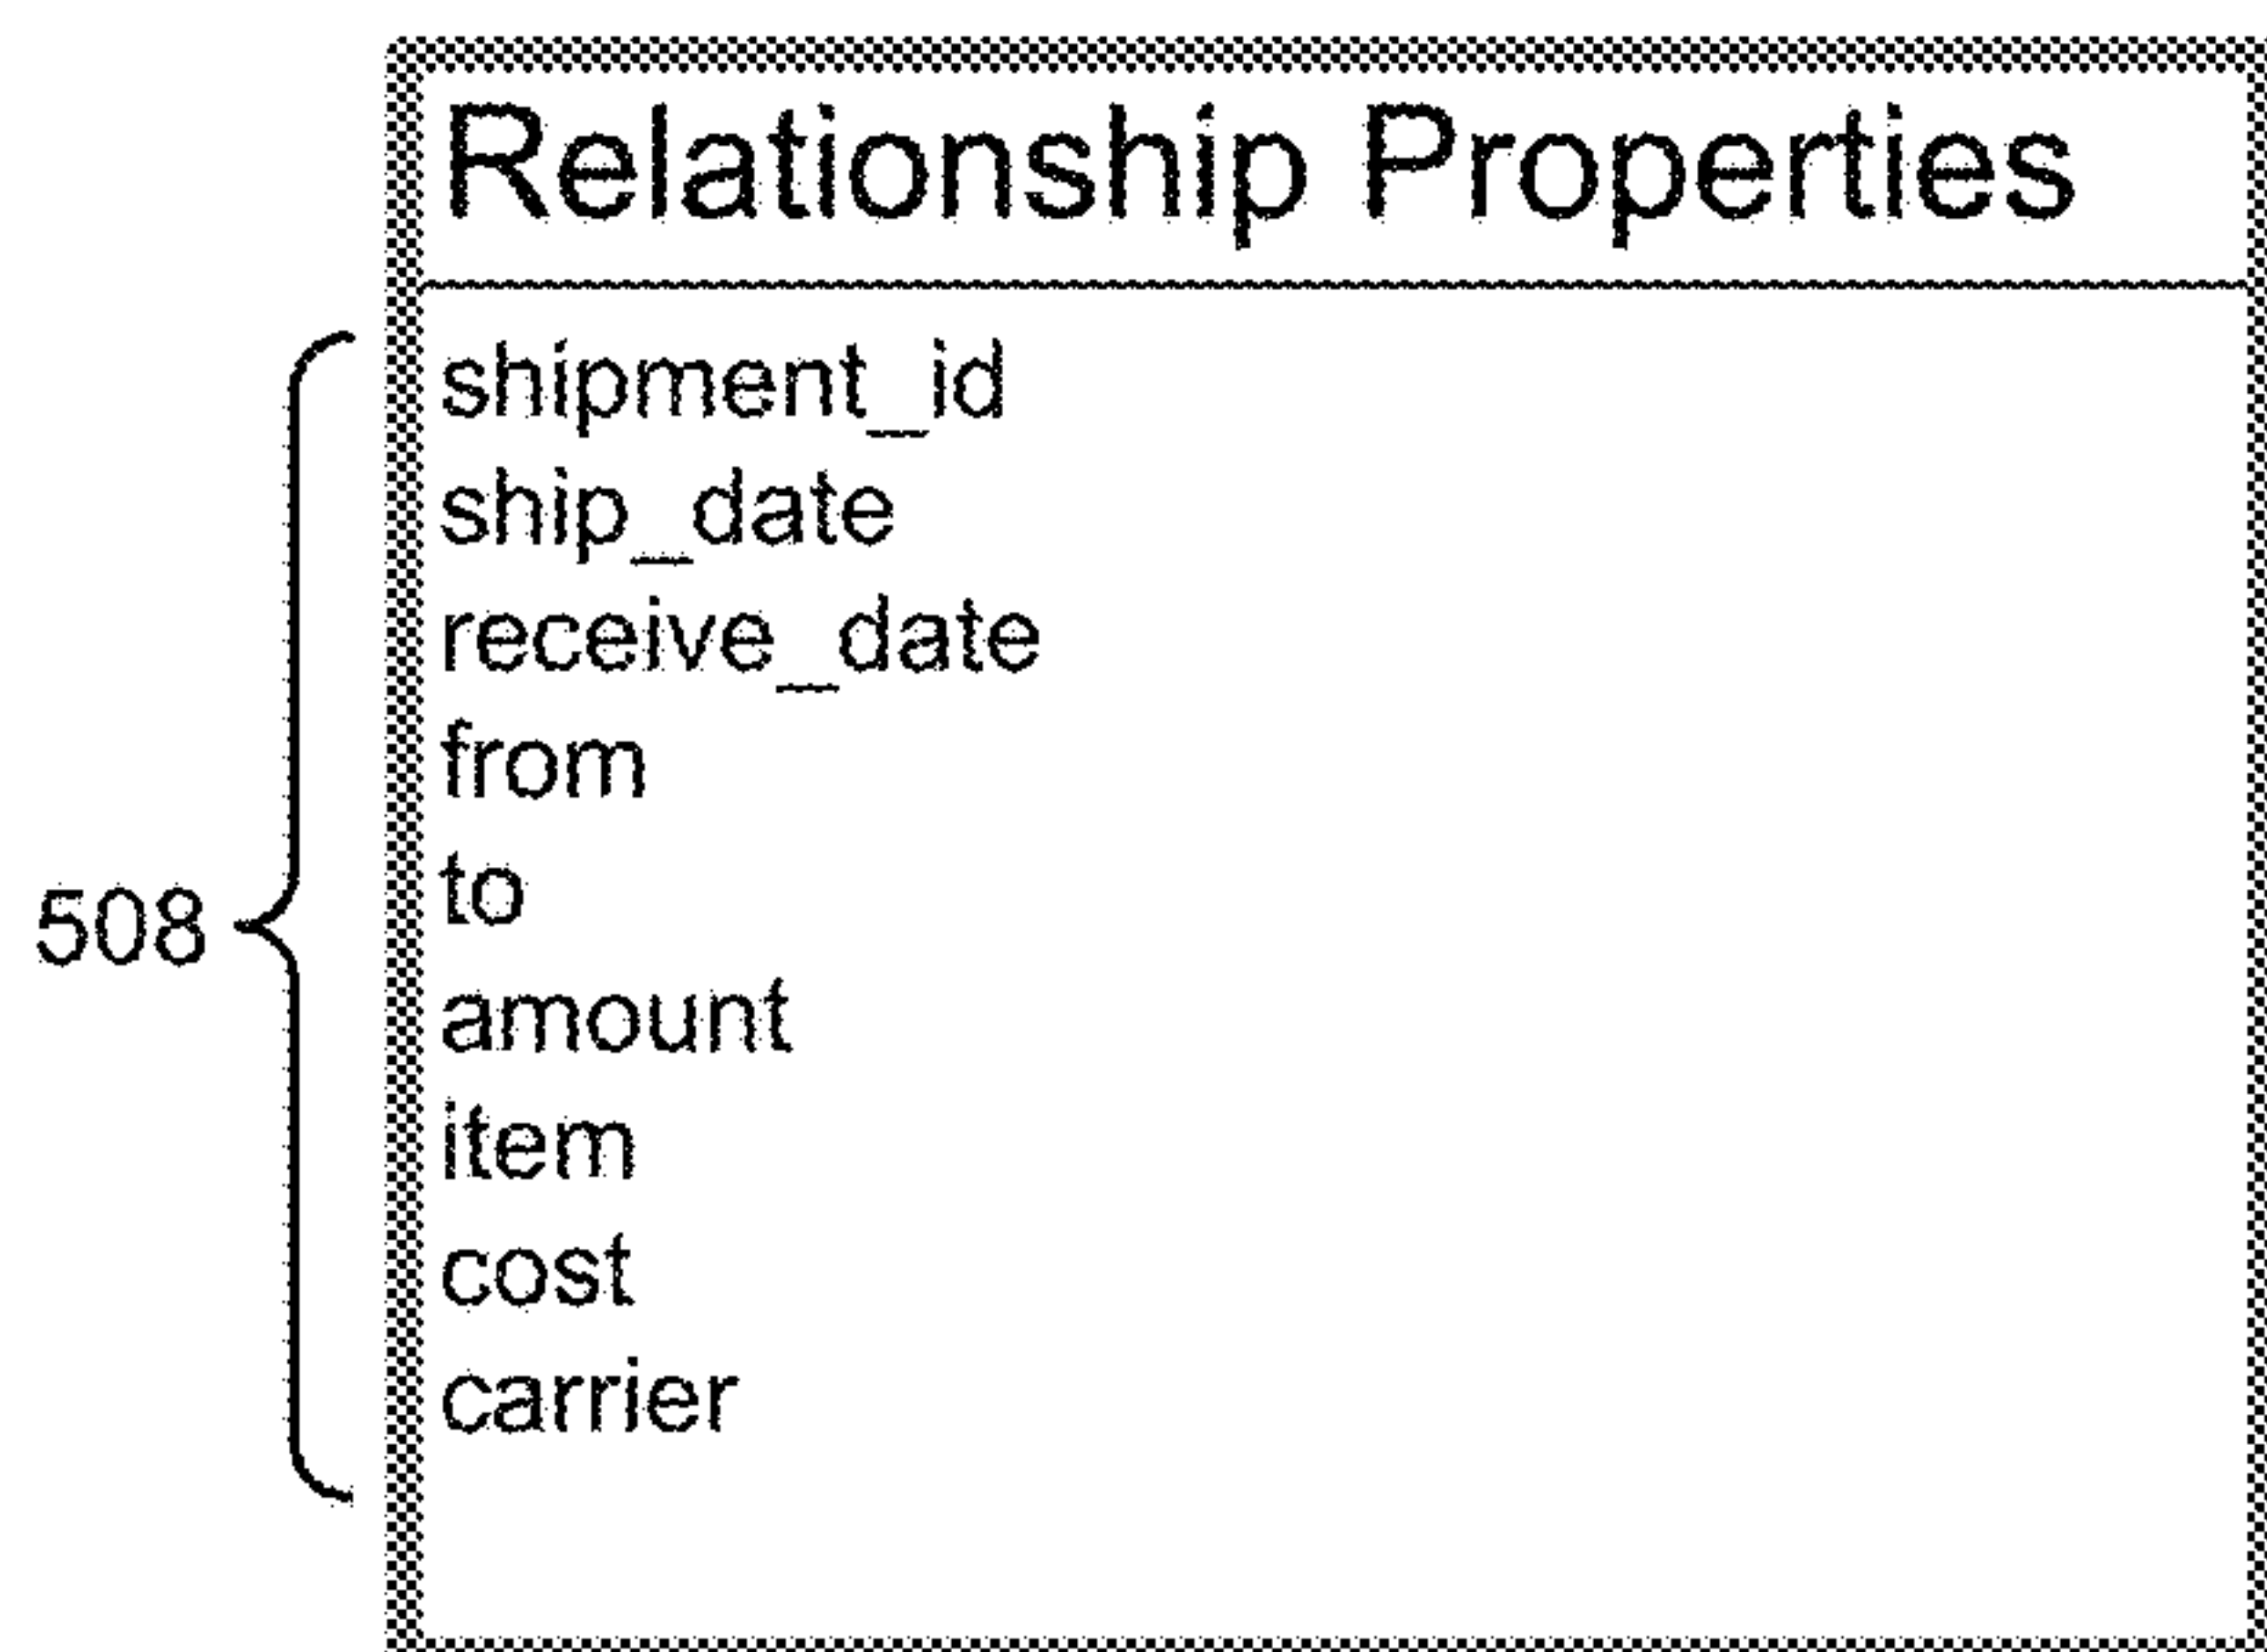 Relationship Properties
shipment_id
ship_date
receive_date
from
to
508
amount
item
cost
carrier